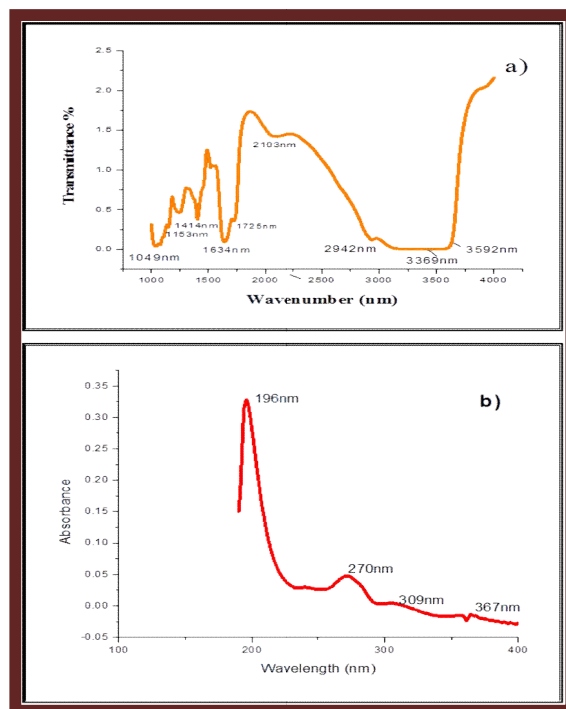 a)
Transmittance %
2.5
2.0
1.5
1.0
0.5
0.0
2193nm
1414nm
1725nm
1153nm
1049nm
1634nm
2942nm
3592nm
3369nm
1000 1500 2000 2500 3000 3500 4000
Wavenumber (nm)
b)
Absorbance
0.35
0.30
0.25
0.20
0.15
0.10
0.05
0.00
-0.05
196nm
270nm
309nm
367nm
100 200 300 400
Wavelength (nm)